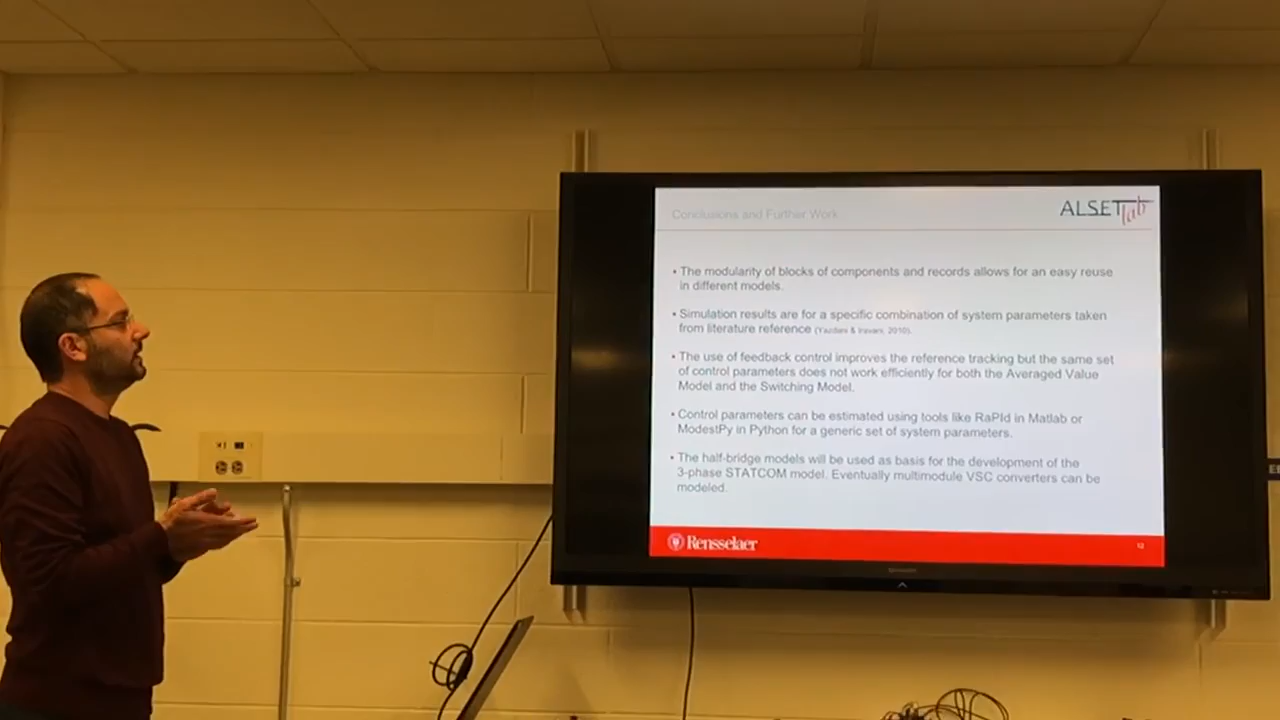 Conclusions and Further Work
ALSETlab
• The modularity of blocks of components and records allows for an easy reuse
in different models.
• Simulation results are for a specific combination of system parameters taken
from literature reference (Yazdani & Iravani, 2010).
• The use of feedback control improves the reference tracking but the same set
of control parameters does not work efficiently for both the Averaged Value
Model and the Switching Model.
• Control parameters can be estimated using tools like RaPId in Matlab or
ModestPy in Python for a generic set of system parameters.
• The half-bridge models will be used as basis for the development of the
3-phase STATCOM model. Eventually multimodule VSC converters can be
modeled.
Rensselaer
12